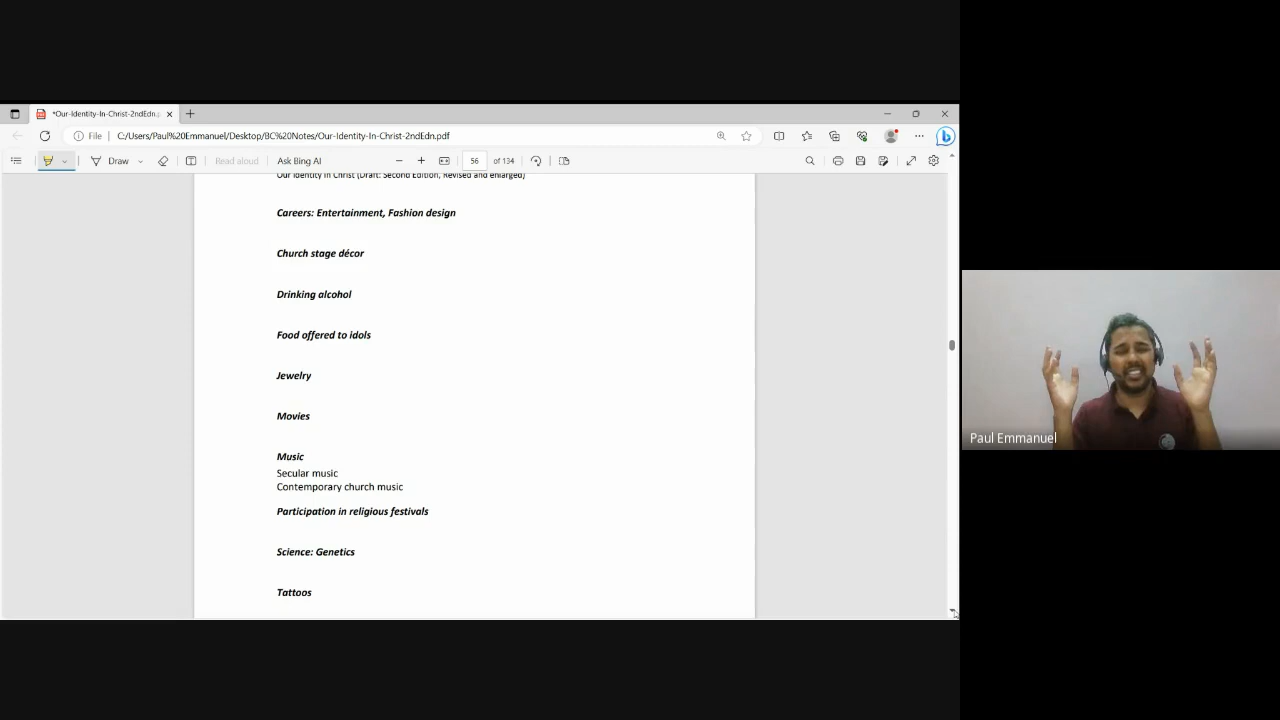 *Our-Identity-In-Christ-2ndEdn.p
File
C:/Users/Paul%20Emmanuel/Desktop/BC%20Notes/Our-Identity-In-Christ-2ndEdn.pdf
Draw
Read aloud
Ask Bing AI
56
of 134
Our Identity in Christ (Draft: Second Edition, Revised and enlarged)
Careers: Entertainment, Fashion design
Church stage décor
Drinking alcohol
Food offered to idols
Jewelry
Movies
Music
Secular music
Contemporary church music
Participation in religious festivals
Science: Genetics
Tattoos
Paul Emmanuel